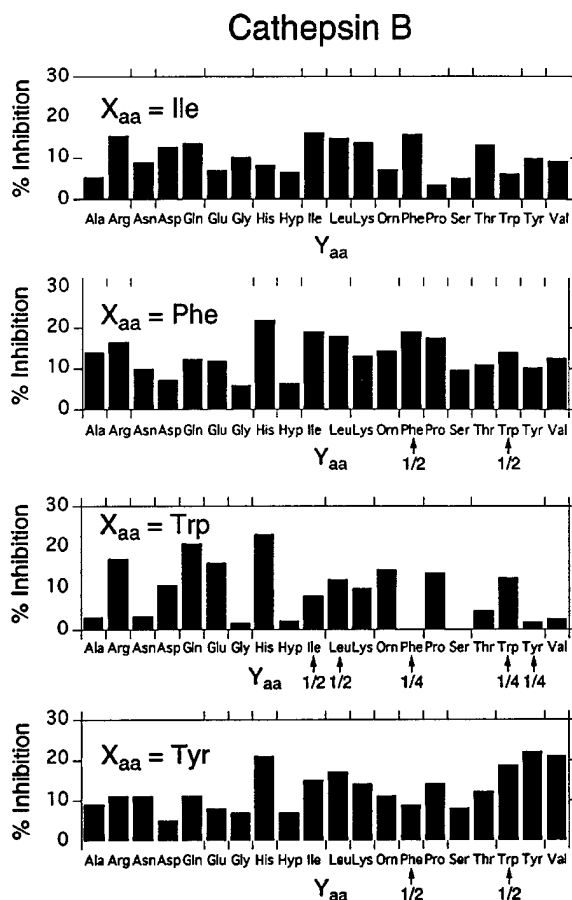 Cathepsin B
% Inhibition
30
20
10
0
Xaa = Ile
Ala Arg Asn Asp Gln Glu Gly His Hyp Ile Leu Lys Orn Phe Pro Ser Thr Trp Tyr Val
Yaa
% Inhibition
30
20
10
0
Xaa = Phe
Ala Arg Asn Asp Gln Glu Gly His Hyp Ile Leu Lys Orn Phe Pro Ser Thr Trp Tyr Val
Yaa
1/2 1/2
% Inhibition
30
20
10
0
Xaa = Trp
Ala Arg Asn Asp Gln Glu Gly His Hyp Ile Leu Lys Orn Phe Pro Ser Thr Trp Tyr Val
Yaa 1/2 1/2 1/4 1/4 1/4
% Inhibition
30
20
10
0
Xaa = Tyr
Ala Arg Asn Asp Gln Glu Gly His Hyp Ile Leu Lys Orn Phe Pro Ser Thr Trp Tyr Val
Yaa
1/2 1/2